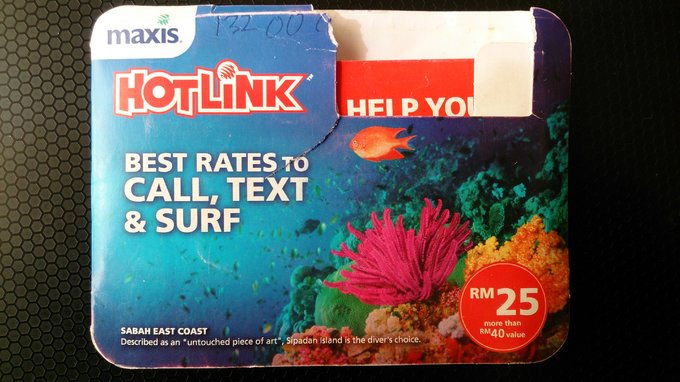 maxis
HOTLINK™
HELP YOU
BEST RATES TO
CALL, TEXT
& SURF
RM25
more than
RM40 value
SABAH EAST COAST
Described as an "untouched piece of art", Sipadan island is the diver's choice.